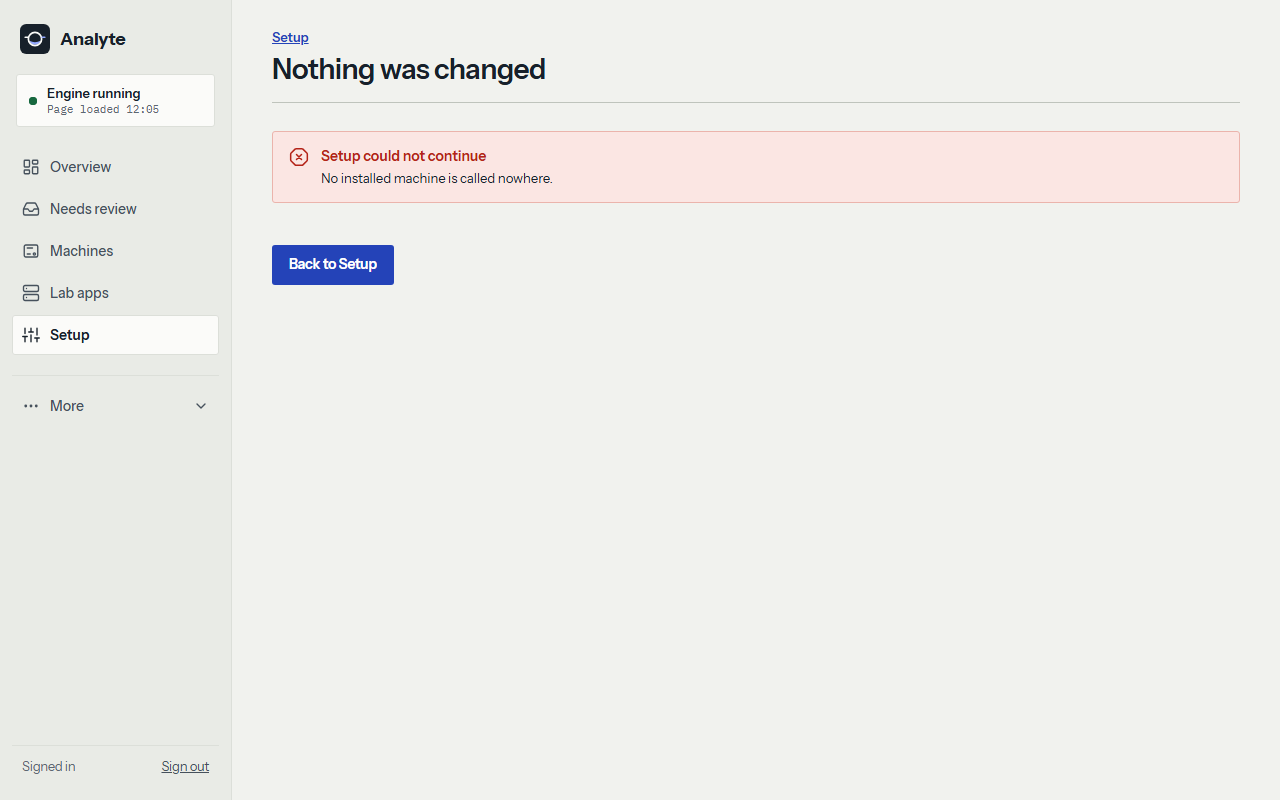 Analyte
Engine running
Page loaded 12:05
Overview
Needs review
Machines
Lab apps
Setup
More
Signed in
Sign out
Setup
Nothing was changed
Setup could not continue
No installed machine is called nowhere.
Back to Setup